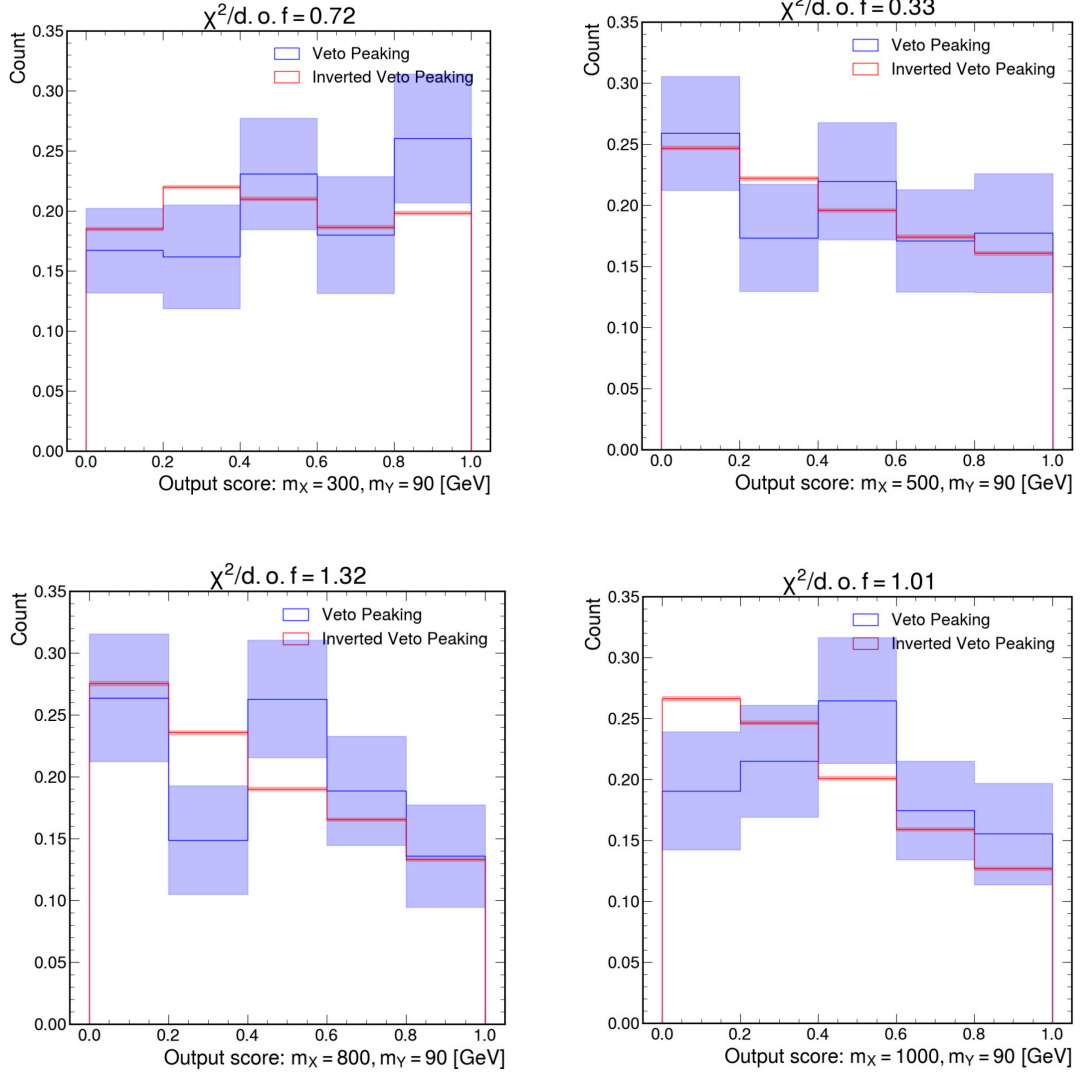 χ²/d. o. f = 0.72
Count
Veto Peaking
Inverted Veto Peaking
0.35
0.30
0.25
0.20
0.15
0.10
0.05
0.00
0.0 0.2 0.4 0.6 0.8 1.0
Output score: m_X = 300, m_Y = 90 [GeV]
χ²/d. o. f = 0.33
Count
Veto Peaking
Inverted Veto Peaking
0.35
0.30
0.25
0.20
0.15
0.10
0.05
0.00
0.0 0.2 0.4 0.6 0.8 1.0
Output score: m_X = 500, m_Y = 90 [GeV]
χ²/d. o. f = 1.32
Count
Veto Peaking
Inverted Veto Peaking
0.35
0.30
0.25
0.20
0.15
0.10
0.05
0.00
0.0 0.2 0.4 0.6 0.8 1.0
Output score: m_X = 800, m_Y = 90 [GeV]
χ²/d. o. f = 1.01
Count
Veto Peaking
Inverted Veto Peaking
0.35
0.30
0.25
0.20
0.15
0.10
0.05
0.00
0.0 0.2 0.4 0.6 0.8 1.0
Output score: m_X = 1000, m_Y = 90 [GeV]